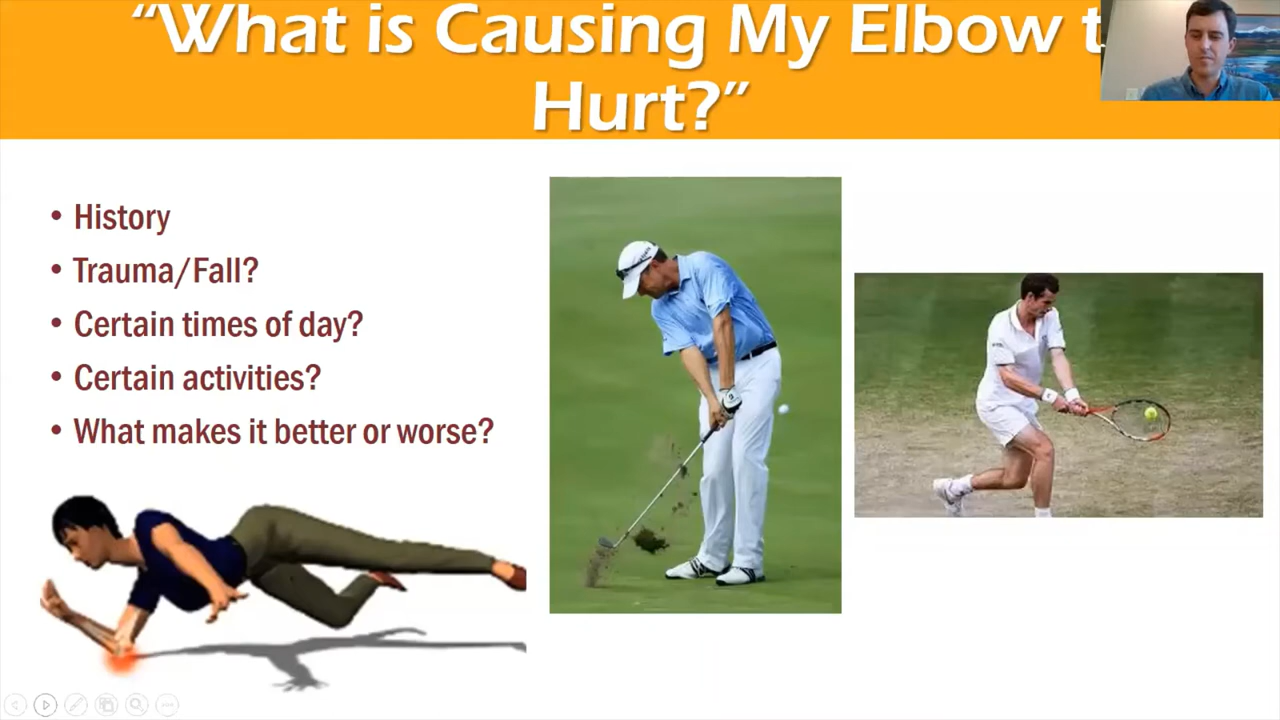 “What is Causing My Elbow t
Hurt?”
• History
• Trauma/Fall?
• Certain times of day?
• Certain activities?
• What makes it better or worse?